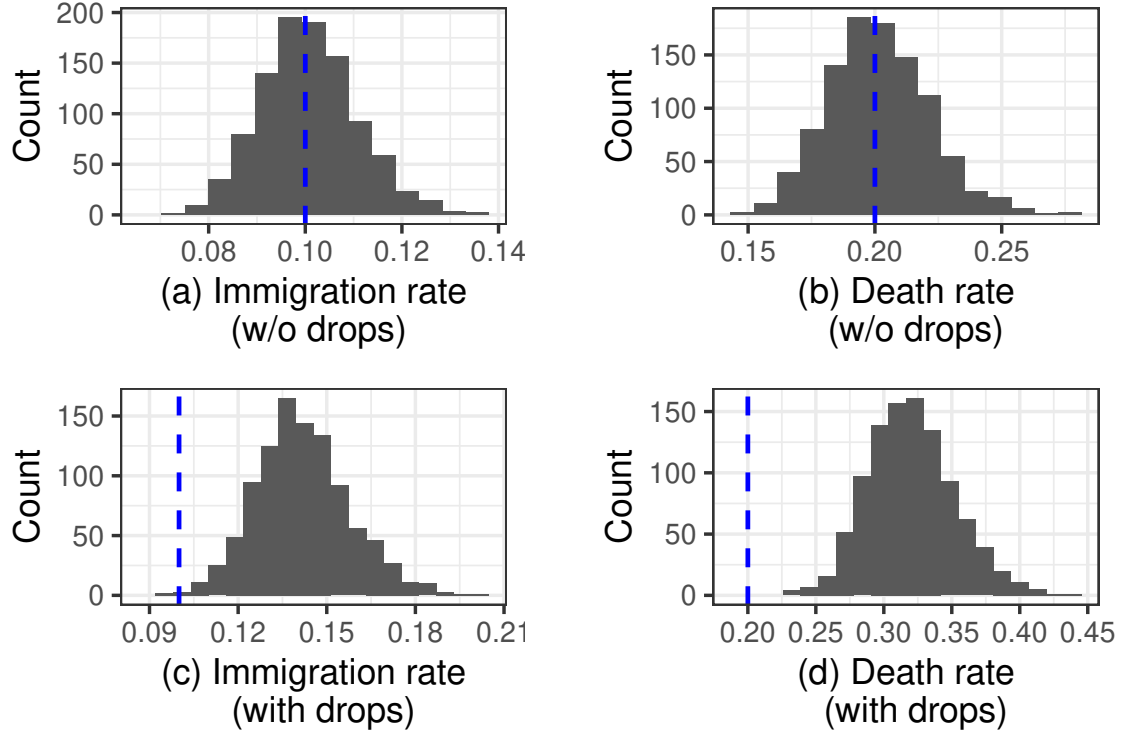 200
150
100
50
0
Count
0.08 0.10 0.12 0.14
(a) Immigration rate
(w/o drops)
150
100
50
0
Count
0.15 0.20 0.25
(b) Death rate
(w/o drops)
150
100
50
0
Count
0.09 0.12 0.15 0.18 0.21
(c) Immigration rate
(with drops)
150
100
50
0
Count
0.20 0.25 0.30 0.35 0.40 0.45
(d) Death rate
(with drops)